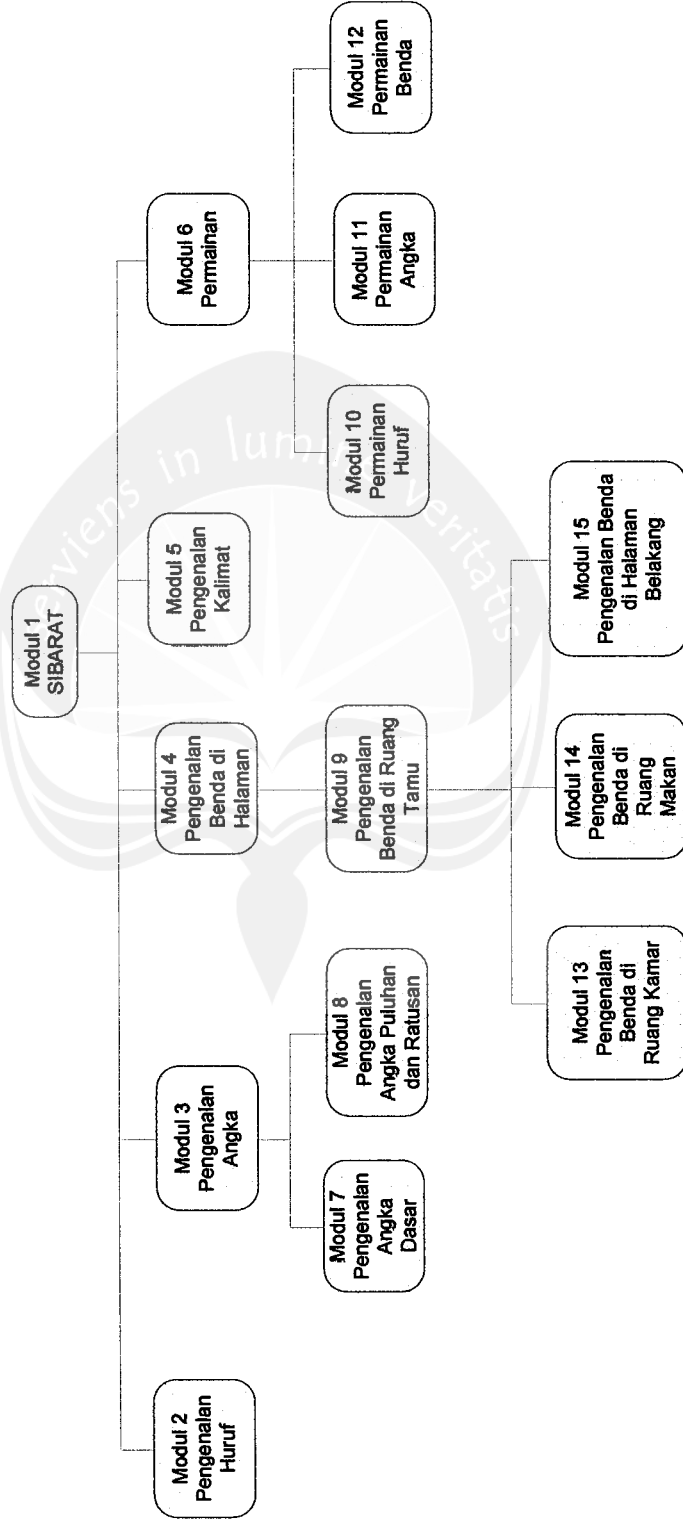 Modul 1
SIBARAT
Modul 2
Pengenalan
Huruf
Modul 3
Pengenalan
Angka
Modul 4
Pengenalan
Benda di
Halaman
Modul 5
Pengenalan
Kalimat
Modul 6
Permainan
Modul 7
Pengenalan
Angka
Dasar
Modul 8
Pengenalan
Angka Puluhan
dan Ratusan
Modul 9
Pengenalan
Benda di Ruang
Tamu
Modul 10
Permainan
Huruf
Modul 11
Permainan
Angka
Modul 12
Permainan
Benda
Modul 13
Pengenalan
Benda di
Ruang Kamar
Modul 14
Pengenalan
Benda di
Ruang
Makan
Modul 15
Pengenalan Benda
di Halaman
Belakang
serviens in lumine veritatis